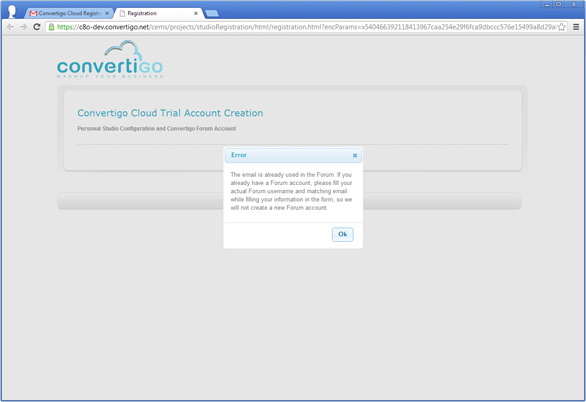 Convertigo Cloud Registr
Registration
https://c8o-dev.convertigo.net/cems/projects/studioRegistration/html/registration.html?encParams=x540466392118413967caa254e29f6fca9dbccc576e15499a8d29a
convertigo
MASHUP YOUR BUSINESS
Convertigo Cloud Trial Account Creation
Personal Studio Configuration and Convertigo Forum Account
Error
The email is already used in the Forum. If you
already have a Forum account, please fill your
actual Forum username and matching email
while filling your information in the form, so we
will not create a new Forum account.
Ok